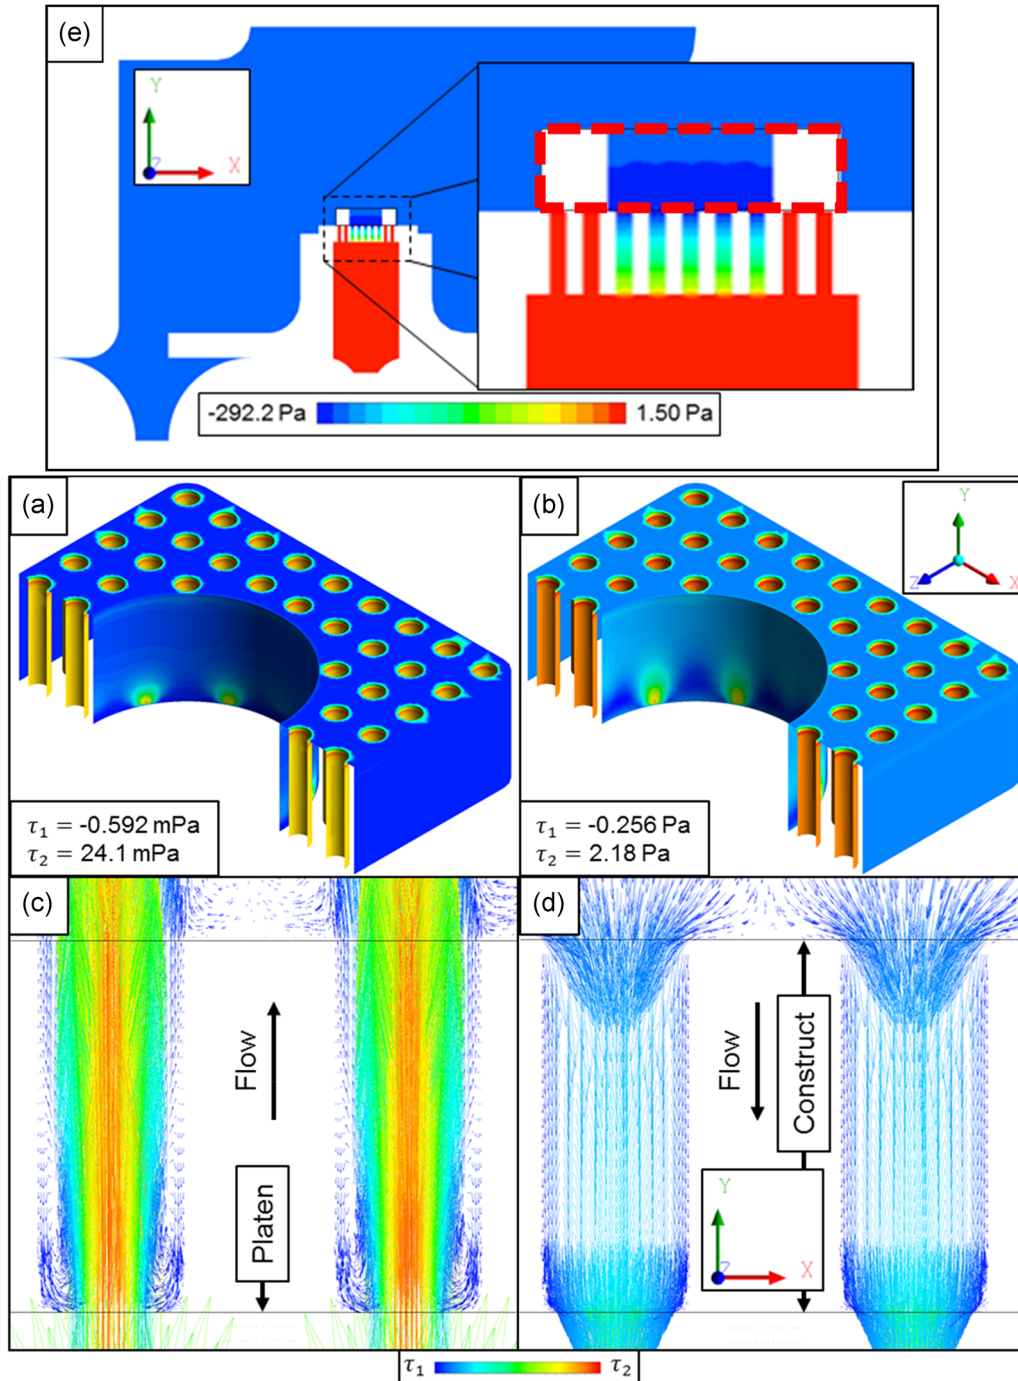 (e)
Y
Z
X
-292.2 Pa
1.50 Pa
(a)
(b)
Y
Z
X
τ₁ = -0.592 mPa
τ₂ = 24.1 mPa
τ₁ = -0.256 Pa
τ₂ = 2.18 Pa
(c)
(d)
Flow
Platen
Flow
Construct
Y
Z
X
τ₁
τ₂